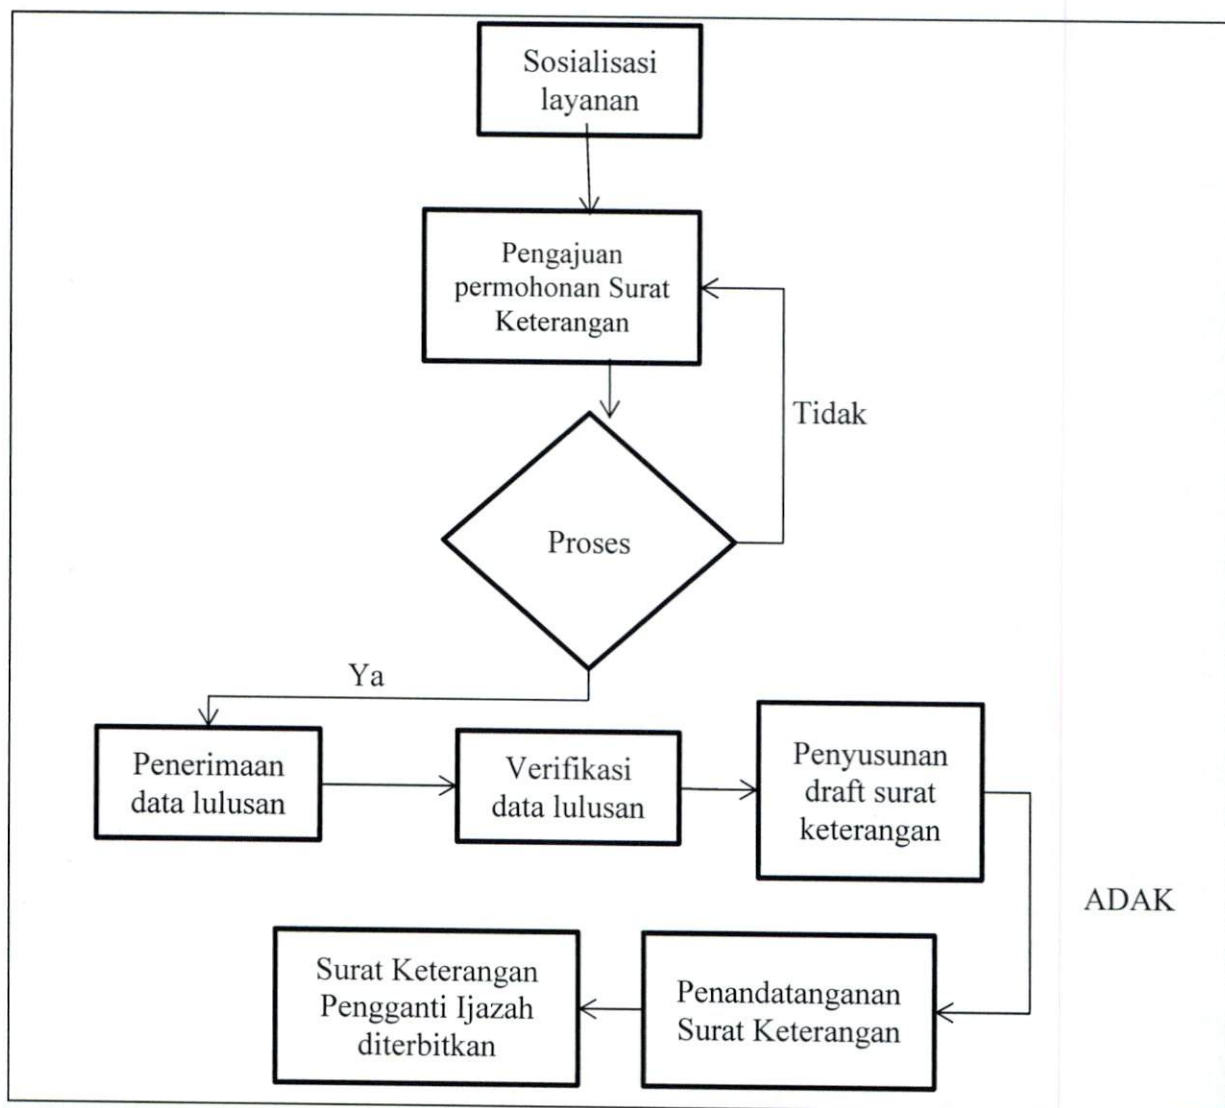 Sosialisasi
layanan
Pengajuan
permohonan Surat
Keterangan
Tidak
Proses
Ya
Penerimaan
data lulusan
Verifikasi
data lulusan
Penyusunan
draft surat
keterangan
ADAK
Surat Keterangan
Pengganti Ijazah
diterbitkan
Penandatanganan
Surat Keterangan